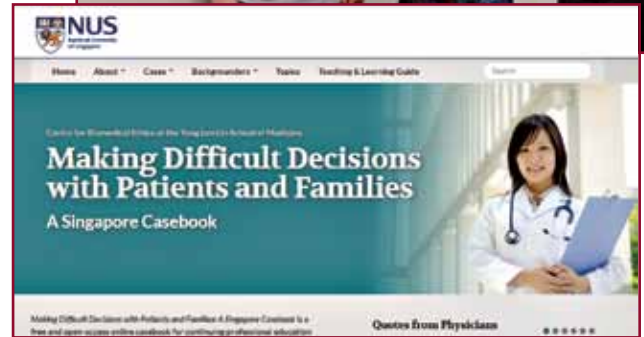 NUS
National University
of Singapore
Home About Cases Backgrounders Topics Teaching & Learning Guide Search
Centre for Biomedical Ethics at the Yong Loo Lin School of Medicine
Making Difficult Decisions
with Patients and Families
A Singapore Casebook
Making Difficult Decisions with Patients and Families: A Singapore Casebook is a
free and open-access online casebook for continuing professional education
Quotes from Physicians